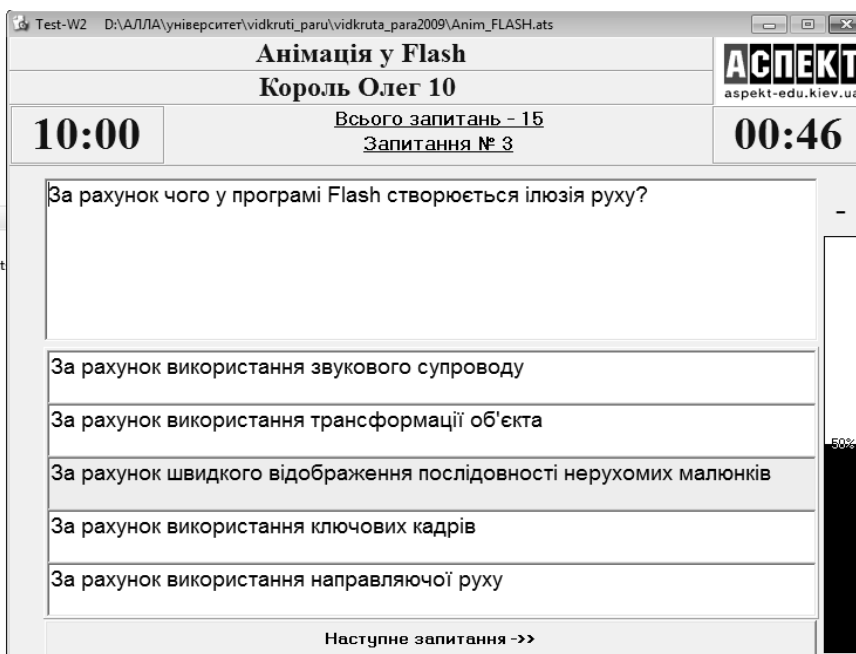 Test-W2 D:\АЛЛА\університет\vidkruti_paru\vidkruta_para2009\Anim_FLASH.ats
Анімація у Flash
Король Олег 10
АСПЕКТ
aspekt-edu.kiev.ua
10:00
Всього запитань - 15
Запитання № 3
00:46
За рахунок чого у програмі Flash створюється ілюзія руху?
-
За рахунок використання звукового супроводу
За рахунок використання трансформації об'єкта
50%
За рахунок швидкого відображення послідовності нерухомих малюнків
За рахунок використання ключових кадрів
За рахунок використання направляючої руху
Наступне запитання ->>